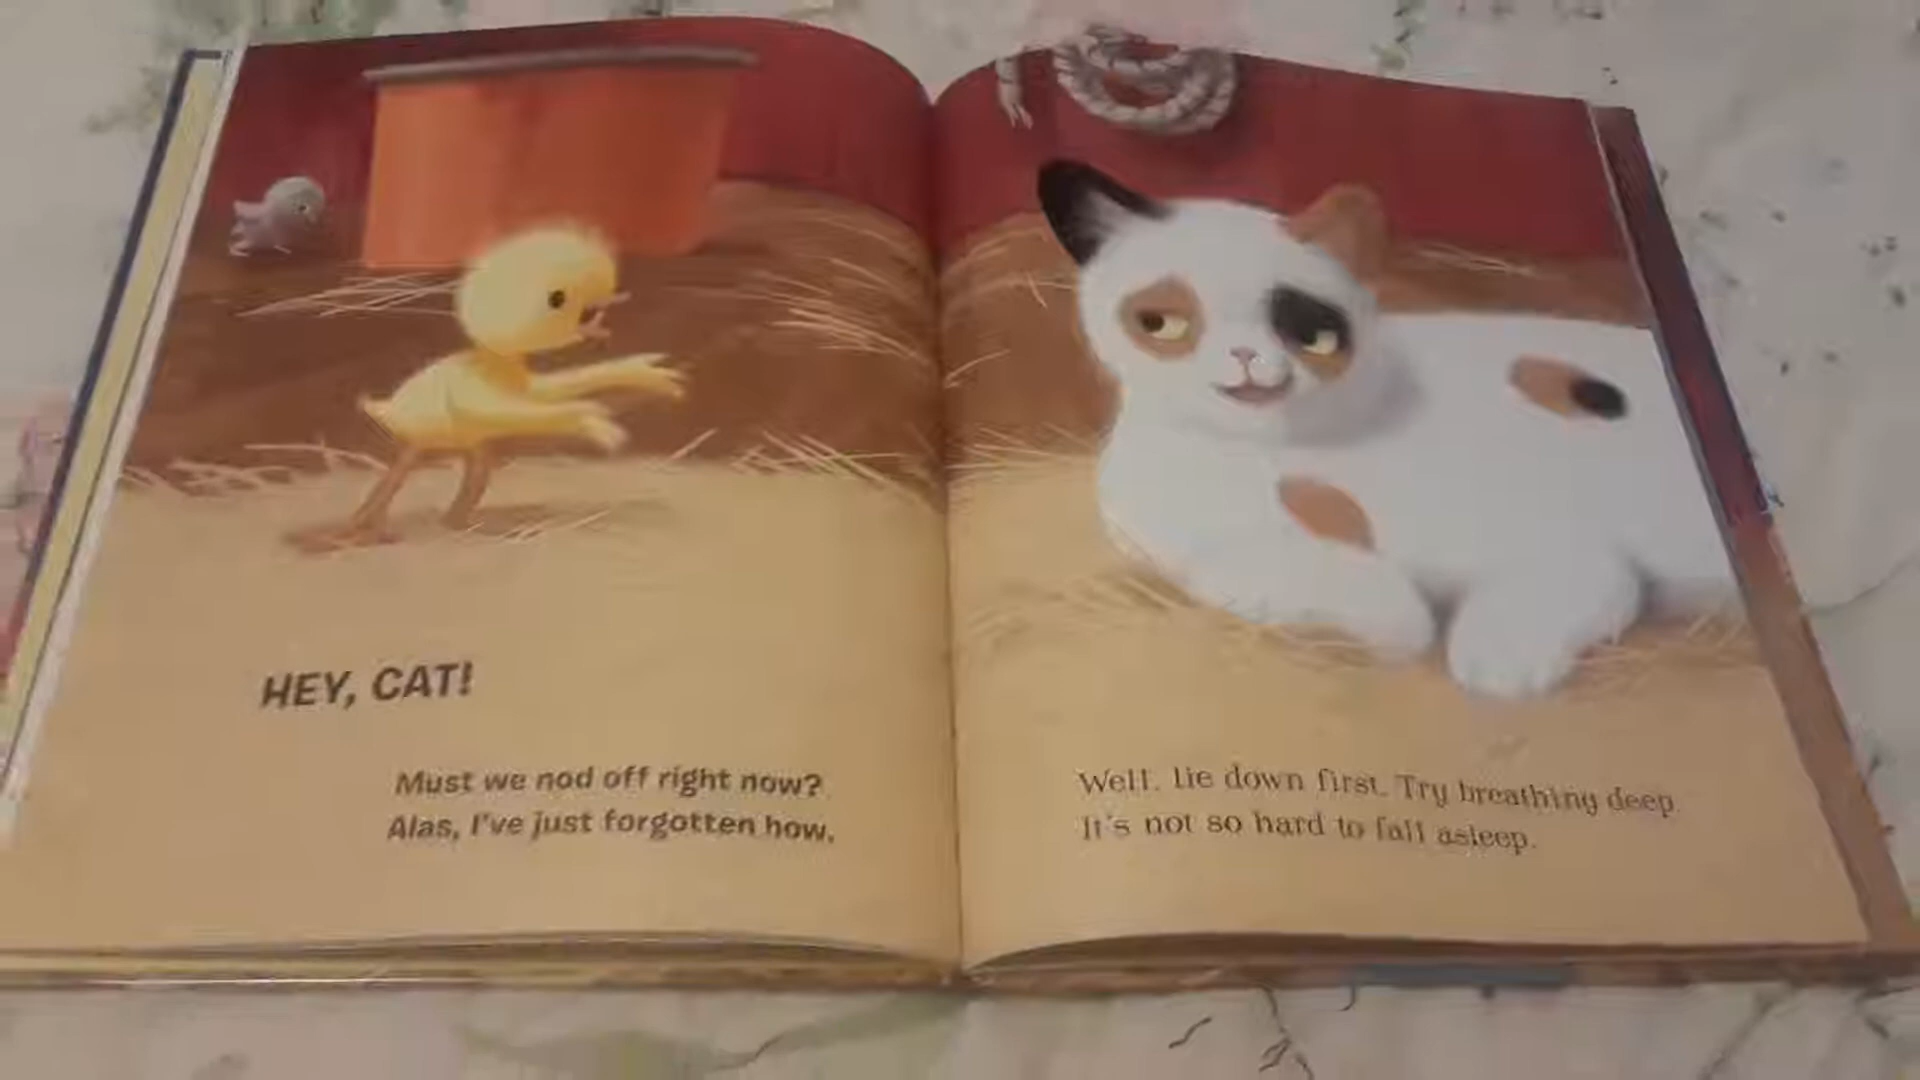 HEY, CAT!
Must we nod off right now?
Alas, I've just forgotten how.
Well. Lie down first. Try breathing deep.
It's not so hard to fall asleep.